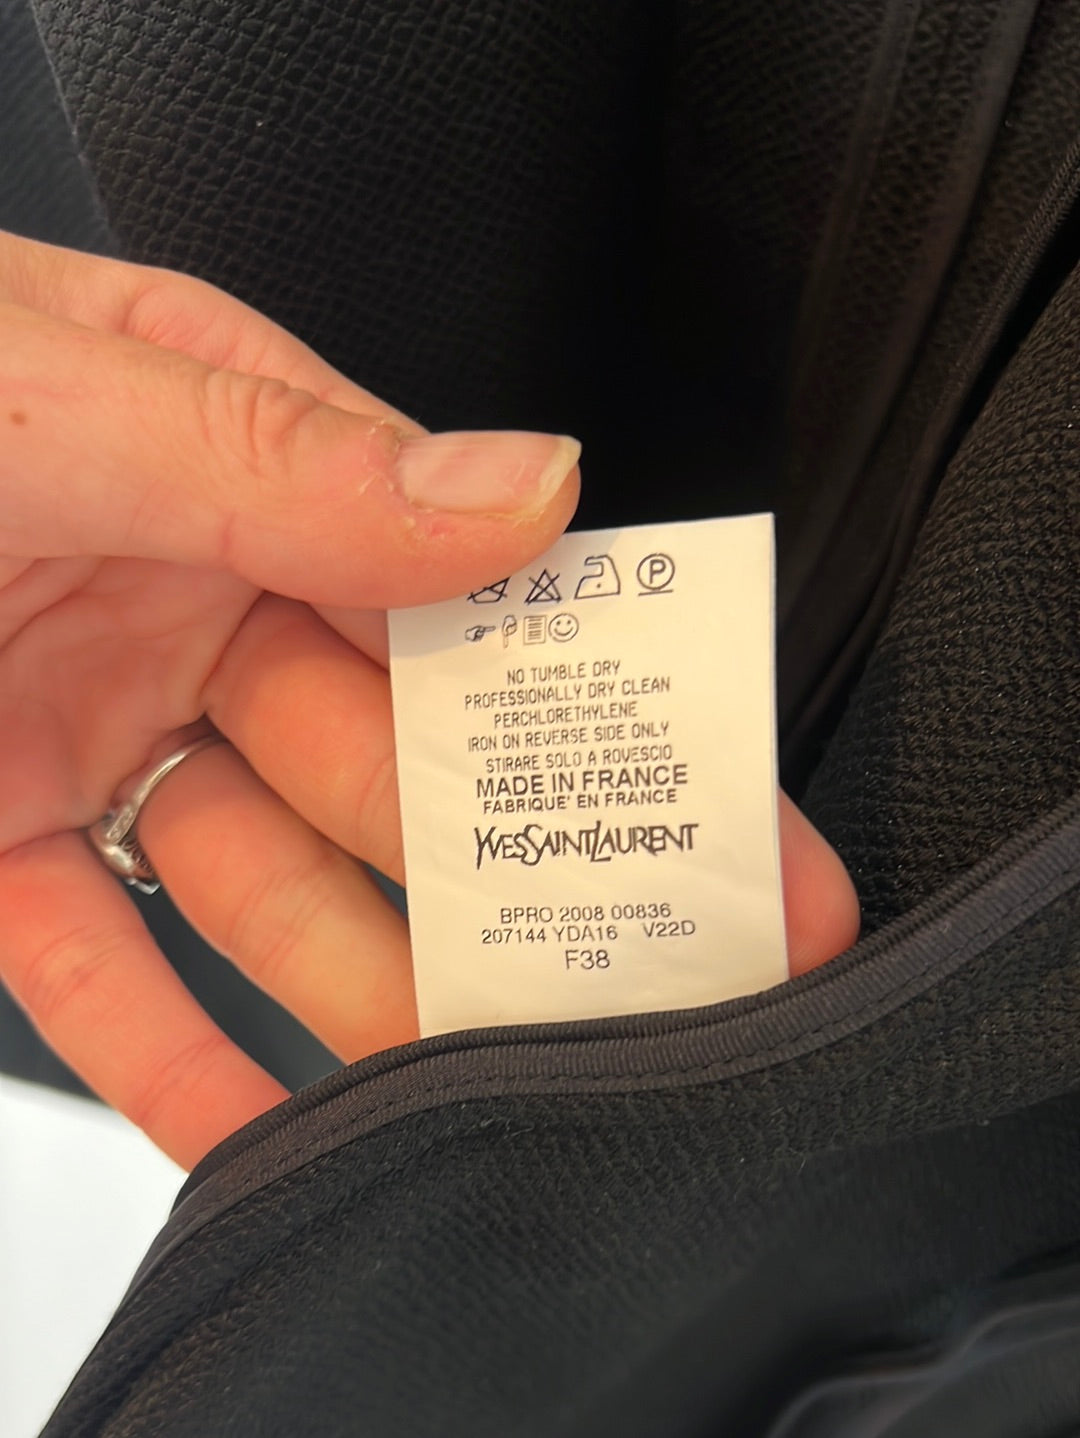 P
NO TUMBLE DRY
PROFESSIONALLY DRY CLEAN
PERCHLORETHYLENE
IRON ON REVERSE SIDE ONLY
STIRARE SOLO A ROVESCIO
MADE IN FRANCE
FABRIQUE' EN FRANCE
YVESSAINTLAURENT
BPRO 2008 00836
207144 YDA16 V22D
F38